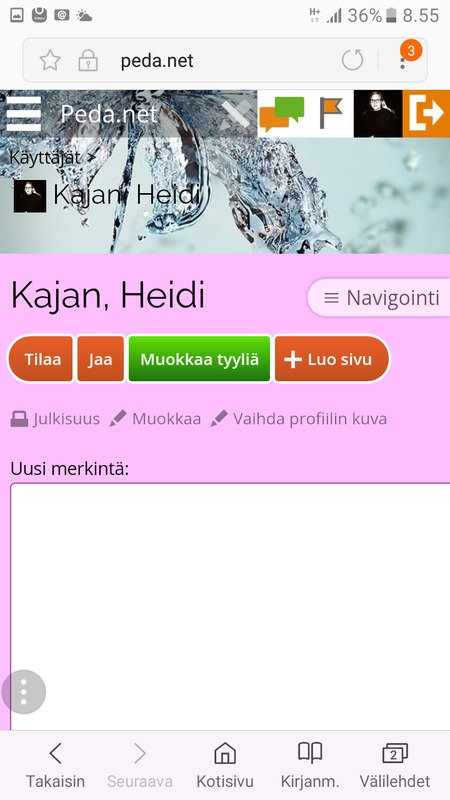 H+ 36% 8.55
peda.net 3
Peda.net
Käyttäjät >
Kajan, Heidi
Kajan, Heidi
Navigointi
Tilaa Jaa Muokkaa tyyliä + Luo sivu
Julkisuus Muokkaa Vaihda profiilin kuva
Uusi merkintä:
2
Takaisin Seuraava Kotisivu Kirjanm. Välilehdet